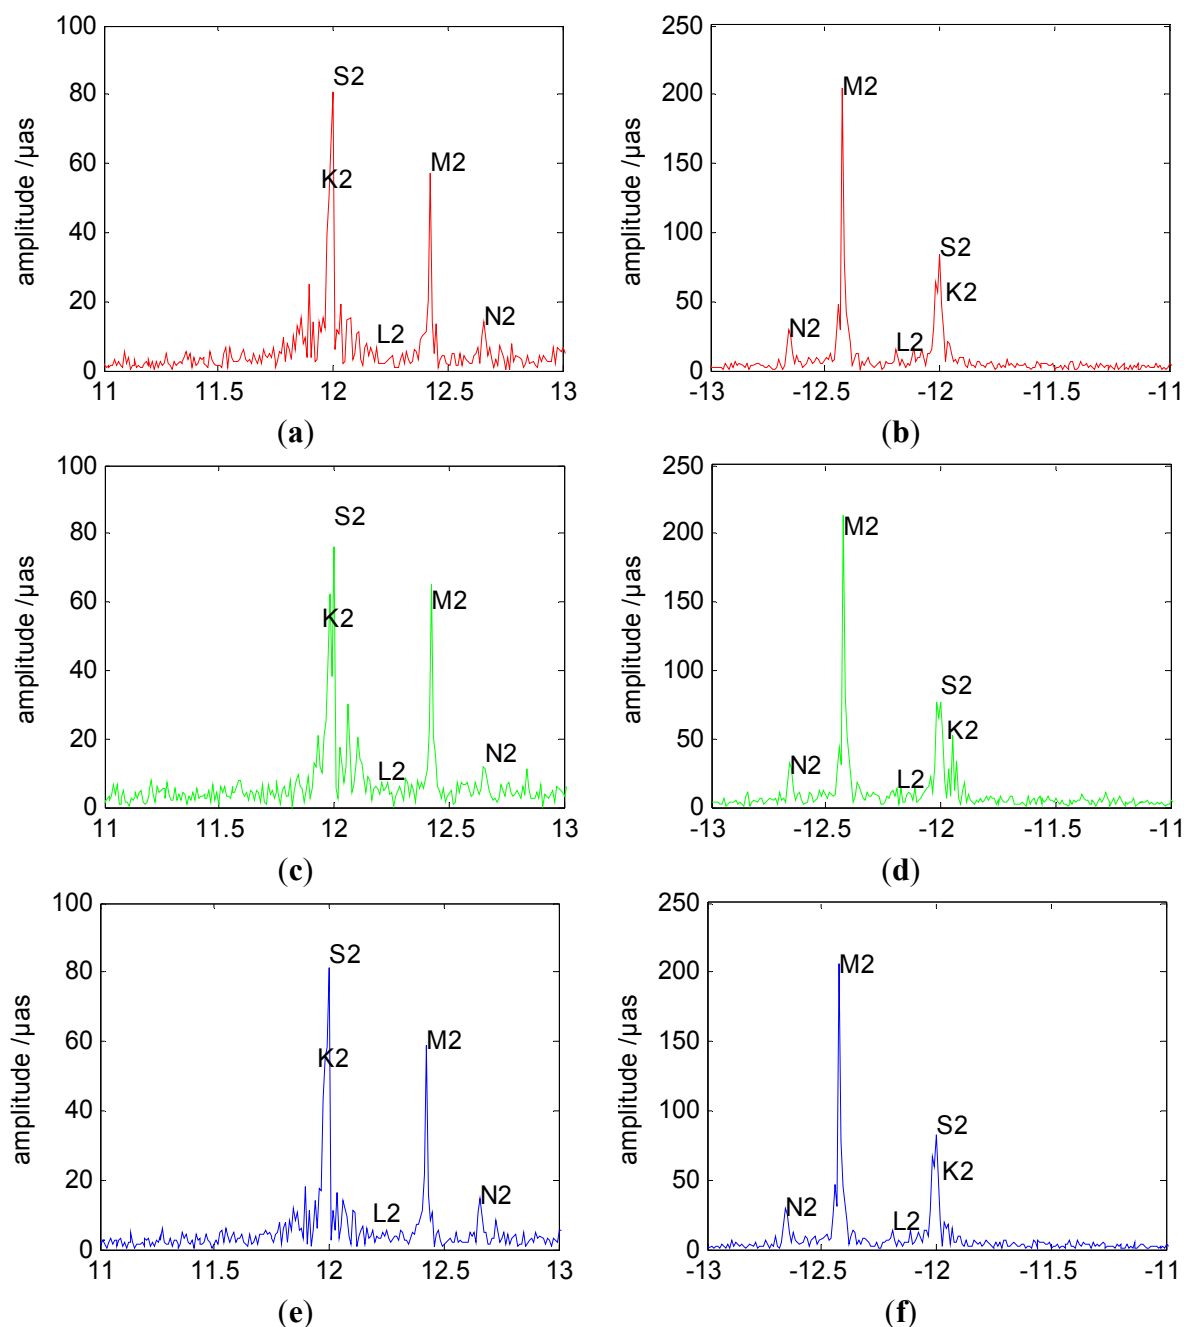 100
80
60
40
20
0
amplitude /µas
S2
K2
M2
L2
N2
11 11.5 12 12.5 13
(a)
250
200
150
100
50
0
amplitude /µas
M2
S2
K2
N2
L2
-13 -12.5 -12 -11.5 -11
(b)
100
80
60
40
20
0
amplitude /µas
S2
K2
M2
L2
N2
11 11.5 12 12.5 13
(c)
250
200
150
100
50
0
amplitude /µas
M2
S2
K2
N2
L2
-13 -12.5 -12 -11.5 -11
(d)
100
80
60
40
20
0
amplitude /µas
S2
K2
M2
L2
N2
11 11.5 12 12.5 13
(e)
250
200
150
100
50
0
amplitude /µas
M2
S2
K2
N2
L2
-13 -12.5 -12 -11.5 -11
(f)